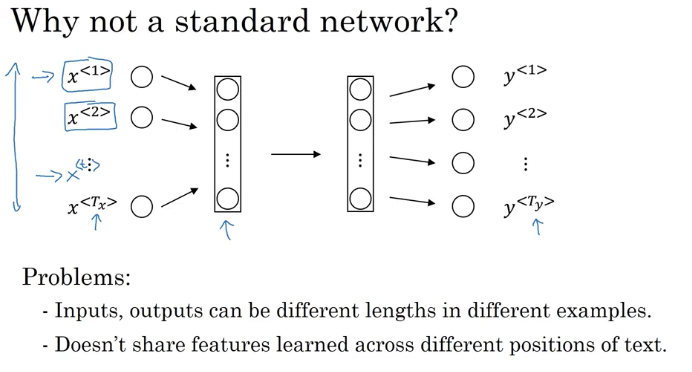 Why not a standard network?
x<1>
y<1>
x<2>
y<2>
⋮
x<t>
⋮
⋮
⋮
x<Tx>
y<Ty>
Problems:
- Inputs, outputs can be different lengths in different examples.
- Doesn't share features learned across different positions of text.